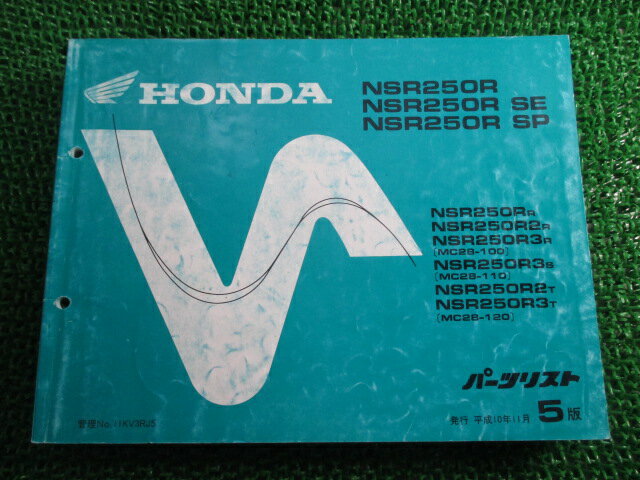 HONDA
NSR250R
NSR250R SE
NSR250R SP
NSR250RR
NSR250R2R
NSR250R3R
(MC28-100)
NSR250R3S
(MC28-110)
NSR250R2T
NSR250R3T
(MC28-120)
パーツリスト
管理No.11KV3RJ5
発行 平成10年11月 5版